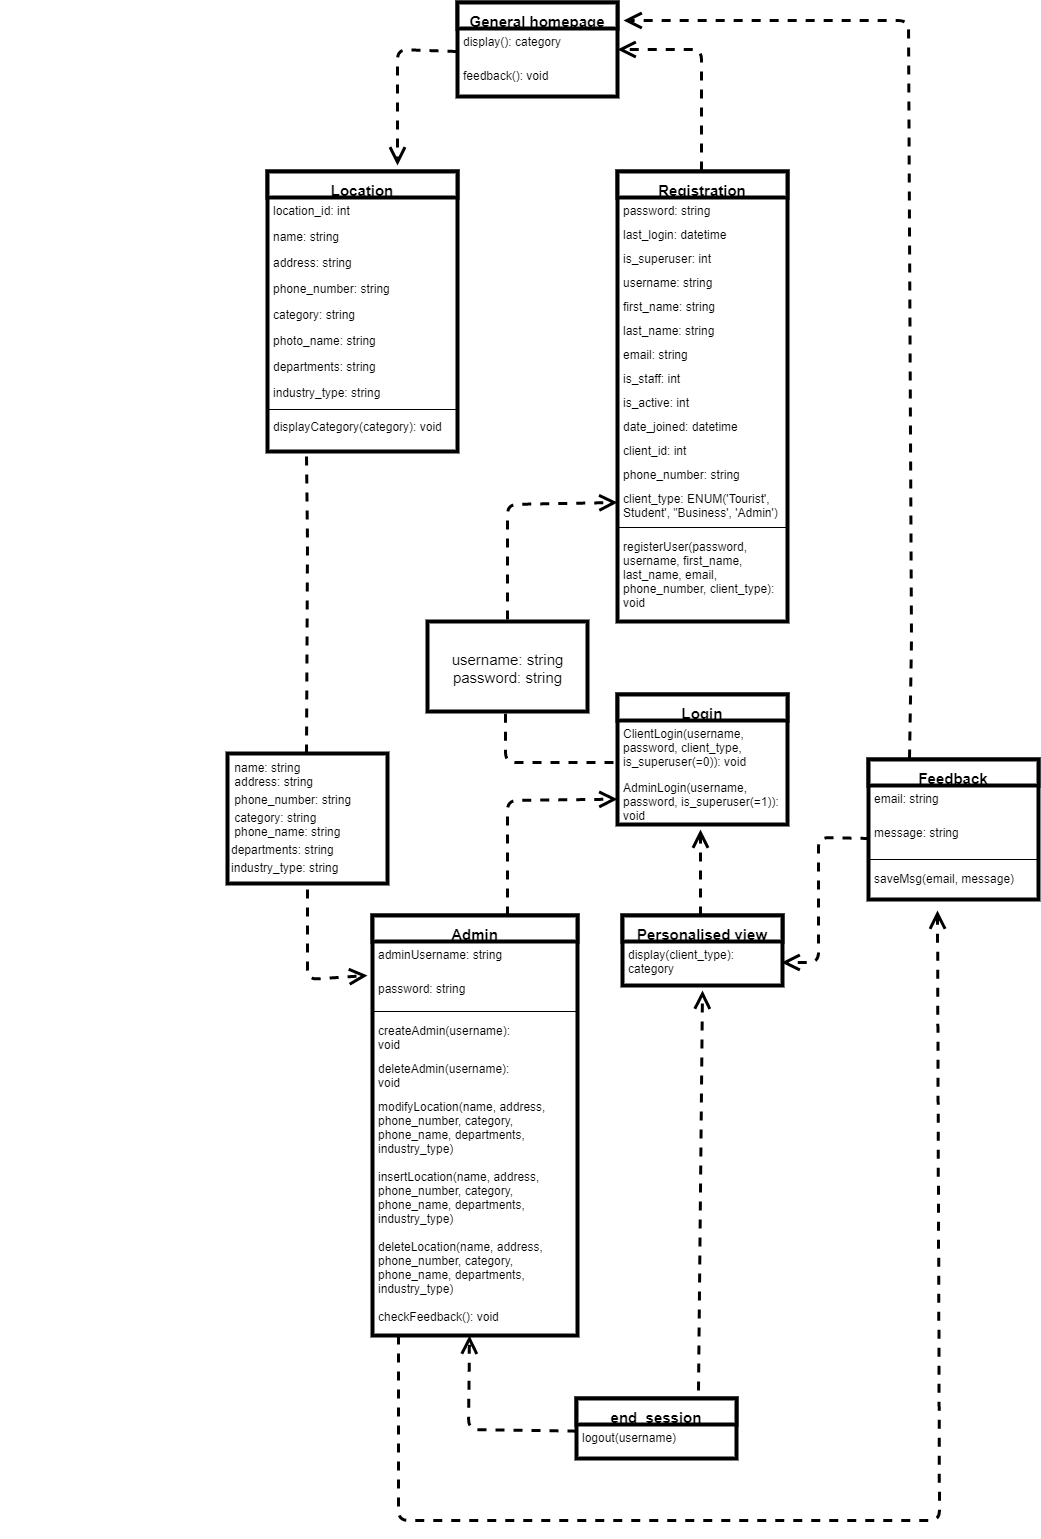 General homepage
display(): category
feedback(): void
Location
location_id: int
name: string
address: string
phone_number: string
category: string
photo_name: string
departments: string
industry_type: string
displayCategory(category): void
Registration
password: string
last_login: datetime
is_superuser: int
username: string
first_name: string
last_name: string
email: string
is_staff: int
is_active: int
date_joined: datetime
client_id: int
phone_number: string
client_type: ENUM('Tourist',
Student', "Business', 'Admin')
registerUser(password,
username, first_name,
last_name, email,
phone_number, client_type):
void
username: string
password: string
Login
ClientLogin(username,
password, client_type,
is_superuser(=0)): void
AdminLogin(username,
password, is_superuser(=1)):
void
name: string
address: string
phone_number: string
category: string
phone_name: string
departments: string
industry_type: string
Feedback
email: string
message: string
saveMsg(email, message)
Admin
adminUsername: string
password: string
createAdmin(username):
void
deleteAdmin(username):
void
modifyLocation(name, address,
phone_number, category,
phone_name, departments,
industry_type)
insertLocation(name, address,
phone_number, category,
phone_name, departments,
industry_type)
deleteLocation(name, address,
phone_number, category,
phone_name, departments,
industry_type)
checkFeedback(): void
Personalised view
display(client_type):
category
end_session
logout(username)